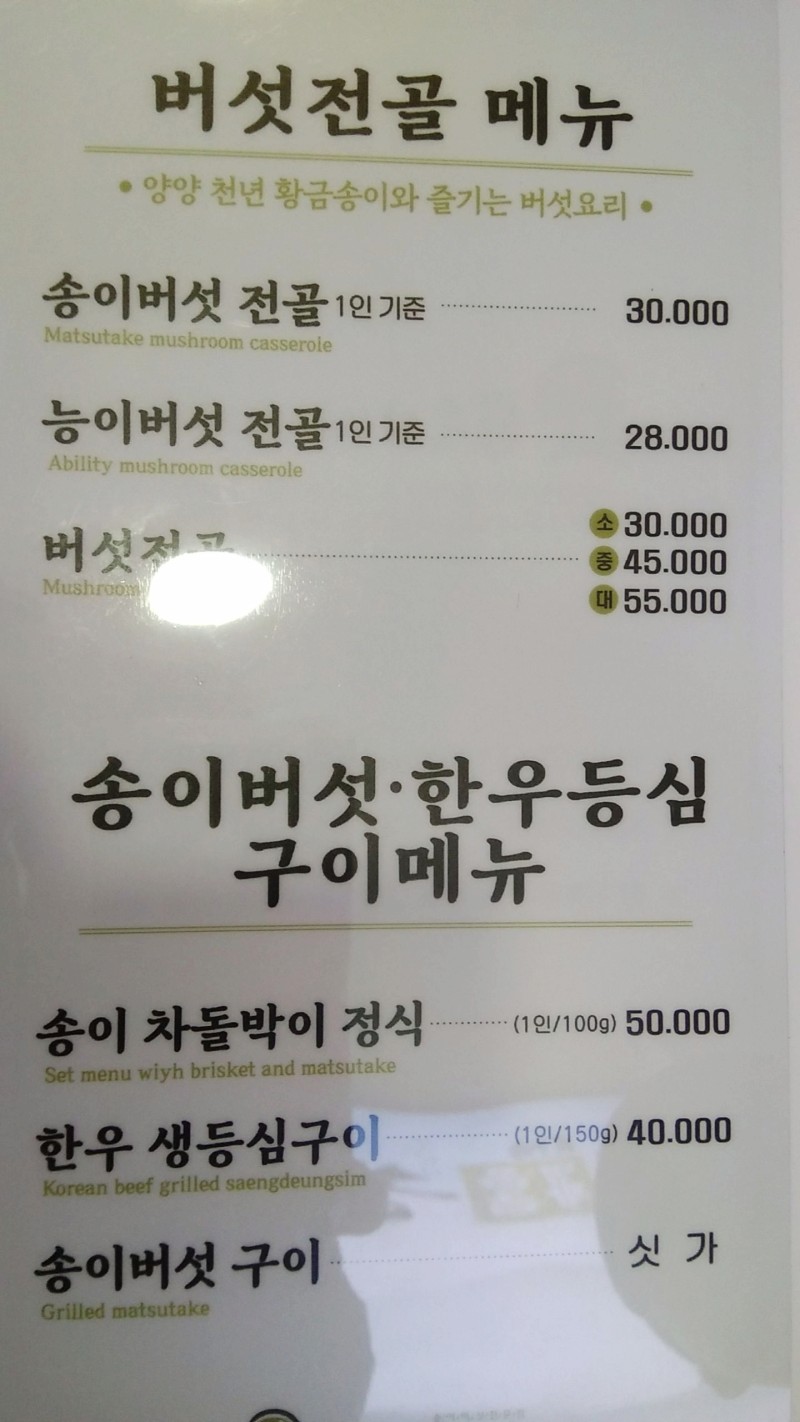 버섯전골 메뉴
• 양양 천년 황금송이와 즐기는 버섯요리 •
송이버섯 전골 1인 기준 30.000
Matsutake mushroom casserole
능이버섯 전골 1인 기준 28.000
Ability mushroom casserole
버섯전골 소 30.000
중 45.000
Mushroom
대 55.000
송이버섯·한우등심
구이메뉴
송이 차돌박이 정식 (1인/100g) 50.000
Set menu wiyh brisket and matsutake
한우 생등심구이 (1인/150g) 40.000
Korean beef grilled saengdeungsim
송이버섯 구이 싯 가
Grilled matsutake